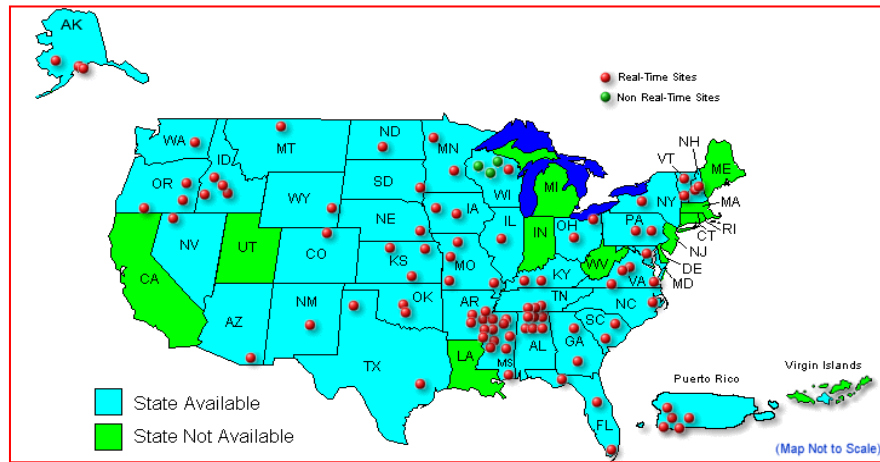 AK
Real-Time Sites
Non Real-Time Sites
WA
MT
ND
MN
VT
NH
ME
ID
OR
SD
WI
MI
NY
MA
WY
IA
RI
NE
IL
IN
OH
PA
CT
NV
UT
CO
NJ
CA
KS
MO
KY
WV
VA
DE
MD
OK
AR
TN
NC
AZ
NM
SC
TX
LA
MS
AL
GA
Puerto Rico
Virgin Islands
State Available
FL
State Not Available
(Map Not to Scale)